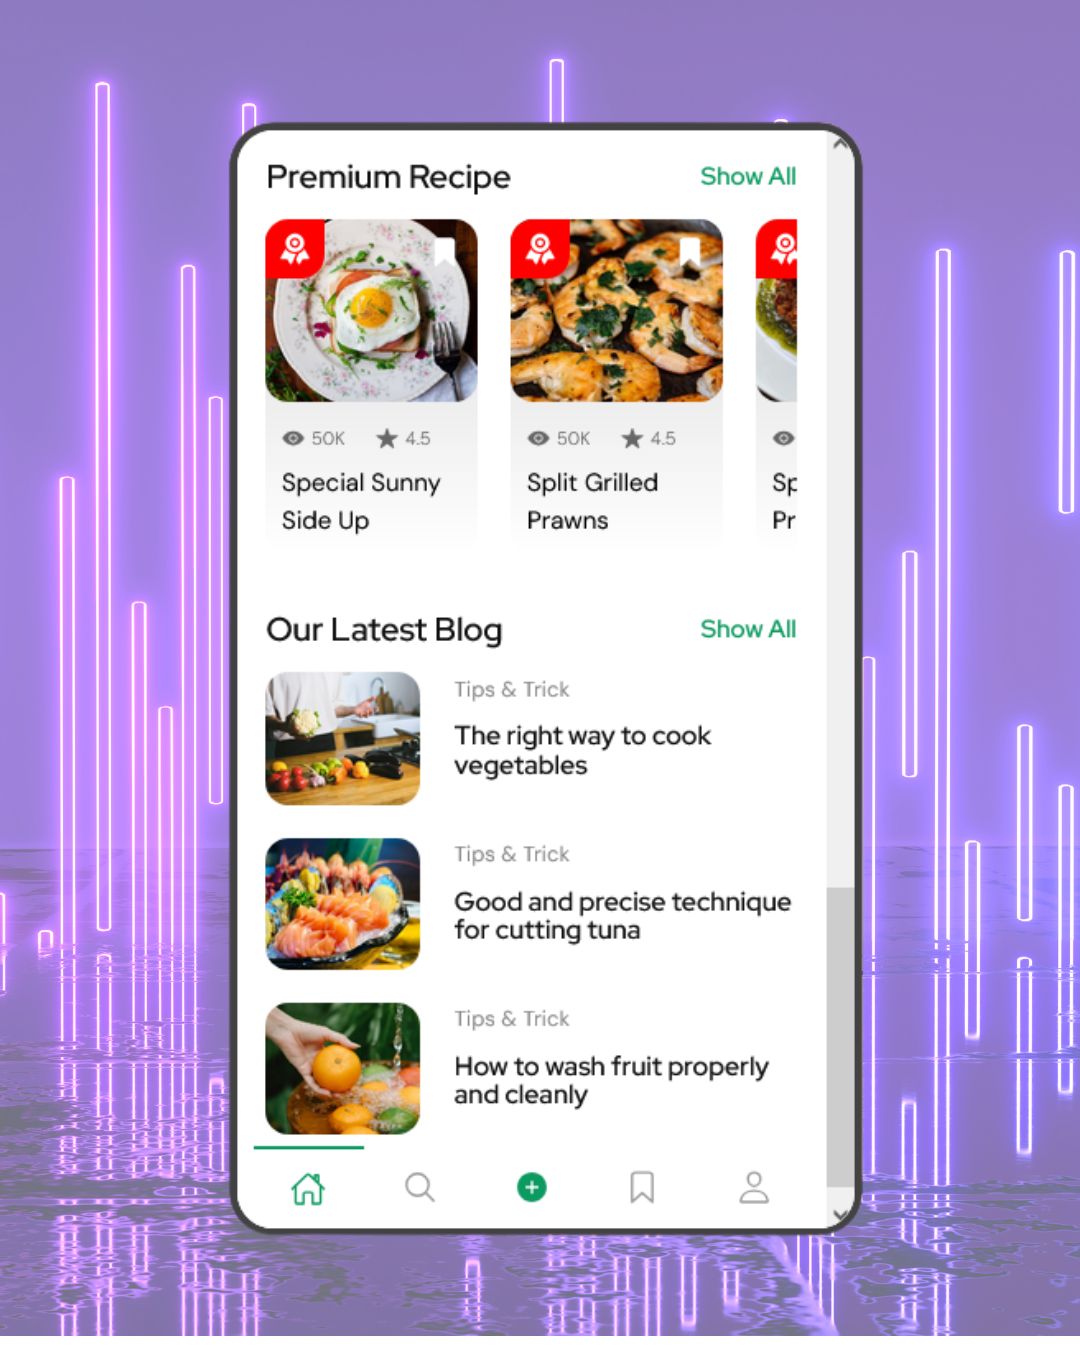 Premium Recipe
Show All
50K
4.5
50K
4.5
Special Sunny
Side Up
Split Grilled
Prawns
Sp
Pr
Our Latest Blog
Show All
Tips & Trick
The right way to cook
vegetables
Tips & Trick
Good and precise technique
for cutting tuna
Tips & Trick
How to wash fruit properly
and cleanly